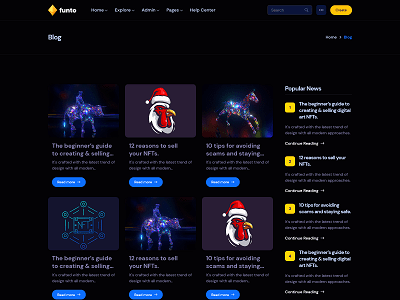 funto
Home
Explore
Admin
Pages
Help Center
Search
Create
Blog
Home
Blog
The beginner's guide
to creating & selling...
It's crafted with the latest trend of
design with all modern...
Read more
12 reasons to sell
your NFTs.
It's crafted with the latest trend of
design with all modern...
Read more
10 tips for avoiding
scams and staying...
It's crafted with the latest trend of
design with all modern...
Read more
NFT
The beginner's guide
to creating & selling...
It's crafted with the latest trend of
design with all modern...
Read more
12 reasons to sell
your NFTs.
It's crafted with the latest trend of
design with all modern...
Read more
10 tips for avoiding
scams and staying...
It's crafted with the latest trend of
design with all modern...
Read more
Popular News
1
The beginner's guide to
creating & selling digital
art NFTs.
It's crafted with the latest trend of
design with all modern approaches.
Continue Reading
2
12 reasons to sell your
NFTs.
It's crafted with the latest trend of
design with all modern approaches.
Continue Reading
3
10 tips for avoiding
scams and staying safe.
It's crafted with the latest trend of
design with all modern approaches.
Continue Reading
4
The beginner's guide to
creating & selling digital
art NFTs.
It's crafted with the latest trend of
design with all modern approaches.
Continue Reading